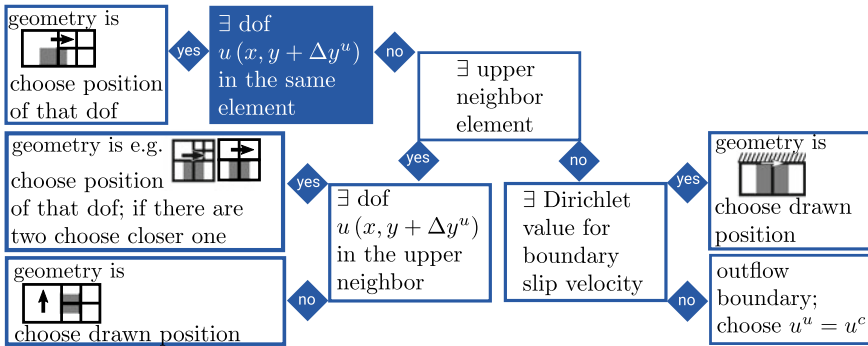 geometry is
choose position
of that dof
yes
∃ dof
u (x, y + Δy^u)
in the same
element
no
∃ upper
neighbor
element
geometry is e.g.
choose position
of that dof; if there are
two choose closer one
yes
yes
∃ dof
u (x, y + Δy^u)
in the upper
neighbor
no
geometry is
choose drawn position
no
∃ Dirichlet
value for
boundary
slip velocity
yes
geometry is
choose drawn
position
no
outflow
boundary;
choose u^u = u^c